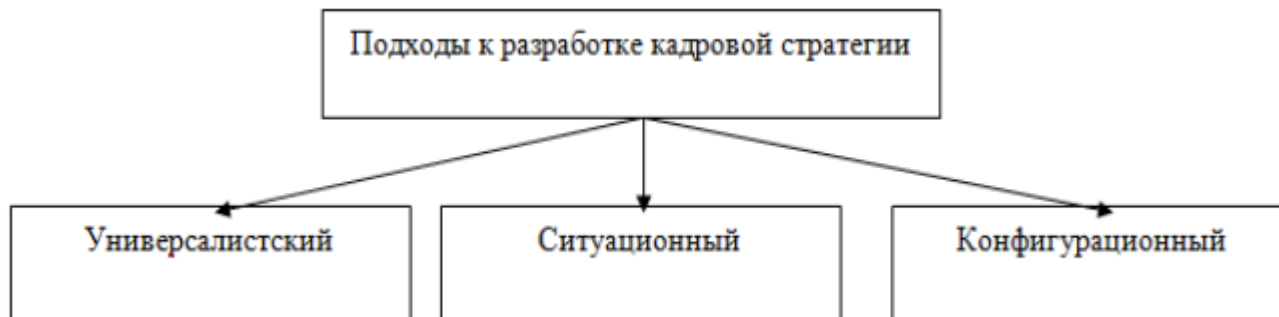 Подходы к разработке кадровой стратегии
Универсалистский
Ситуационный
Конфигурационный